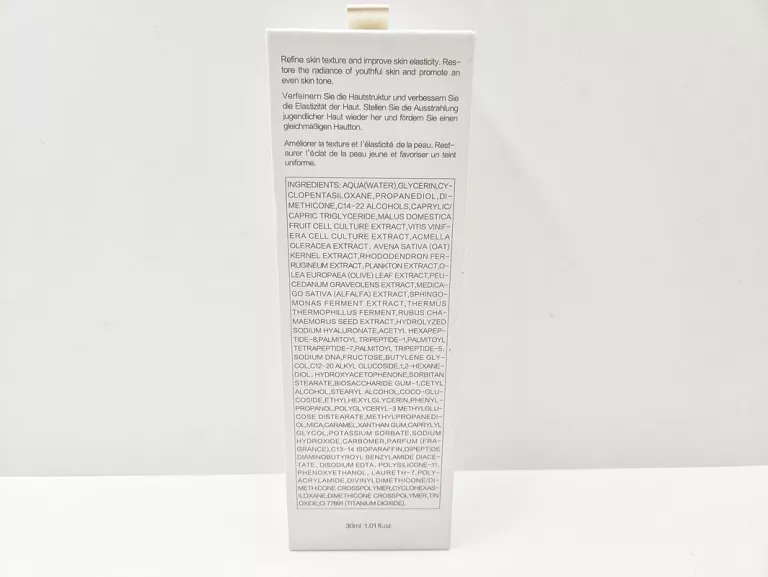 Refine skin texture and improve skin elasticity. Res-
tore the radiance of youthful skin and promote an
even skin tone.
Verfeinern Sie die Hautstruktur und verbessern Sie
die Elastizität der Haut. Stellen Sie die Ausstrahlung
jugendlicher Haut wieder her und fördern Sie einen
gleichmäßigen Hautton.
Améliorer la texture et l'élasticité de la peau. Rest-
aurer l'éclat de la peau jeune et favoriser un teint
uniforme.
INGREDIENTS: AQUA(WATER),GLYCERIN,CY-
CLOPENTASILOXANE,PROPANEDIOL,DI-
METHICONE,C14-22 ALCOHOLS,CAPRYLIC/
CAPRIC TRIGLYCERIDE,MALUS DOMESTICA
FRUIT CELL CULTURE EXTRACT,VITIS VINIF-
ERA CELL CULTURE EXTRACT,ACMELLA
OLERACEA EXTRACT, AVENA SATIVA (OAT)
KERNEL EXTRACT,RHODODENDRON FER-
RUGINEUM EXTRACT,PLANKTON EXTRACT,O-
LEA EUROPAEA (OLIVE) LEAF EXTRACT,PEU-
CEDANUM GRAVEOLENS EXTRACT,MEDICA-
GO SATIVA (ALFALFA) EXTRACT,SPHINGO-
MONAS FERMENT EXTRACT,THERMUS
THERMOPHILLUS FERMENT,RUBUS CHA-
MAEMORUS SEED EXTRACT,HYDROLYZED
SODIUM HYALURONATE,ACETYL HEXAPEP-
TIDE-8,PALMITOYL TRIPEPTIDE-1,PALMITOYL
TETRAPEPTIDE-7,PALMITOYL TRIPEPTIDE-5,
SODIUM DNA,FRUCTOSE,BUTYLENE GLY-
COL,C12-20 ALKYL GLUCOSIDE,1,2-HEXANE-
DIOL, HYDROXYACETOPHENONE,SORBITAN
STEARATE,BIOSACCHARIDE GUM-1,CETYL
ALCOHOL,STEARYL ALCOHOL,COCO-GLU-
COSIDE,ETHYLHEXYLGLYCERIN,PHENYL-
PROPANOL,POLYGLYCERYL-3 METHYLGLU-
COSE DISTEARATE,METHYLPROPANEDI-
OL,MICA,CARAMEL,XANTHAN GUM,CAPRYLYL
GLYCOL,POTASSIUM SORBATE,SODIUM
HYDROXIDE,CARBOMER,PARFUM (FRA-
GRANCE),C13-14 ISOPARAFFIN,DIPEPTIDE
DIAMINOBUTYROYL BENZYLAMIDE DIACE-
TATE, DISODIUM EDTA, POLYSILICONE-11,
PHENOXYETHANOL, LAURETH-7,POLY-
ACRYLAMIDE,DIVINYLDIMETHICONE/DI-
METHICONE CROSSPOLYMER,CYCLOHEXAS-
ILOXANE,DIMETHICONE CROSSPOLYMER,TIN
OXIDE,CI 77891 (TITANIUM DIOXIDE).
30ml 1.01 fl.oz